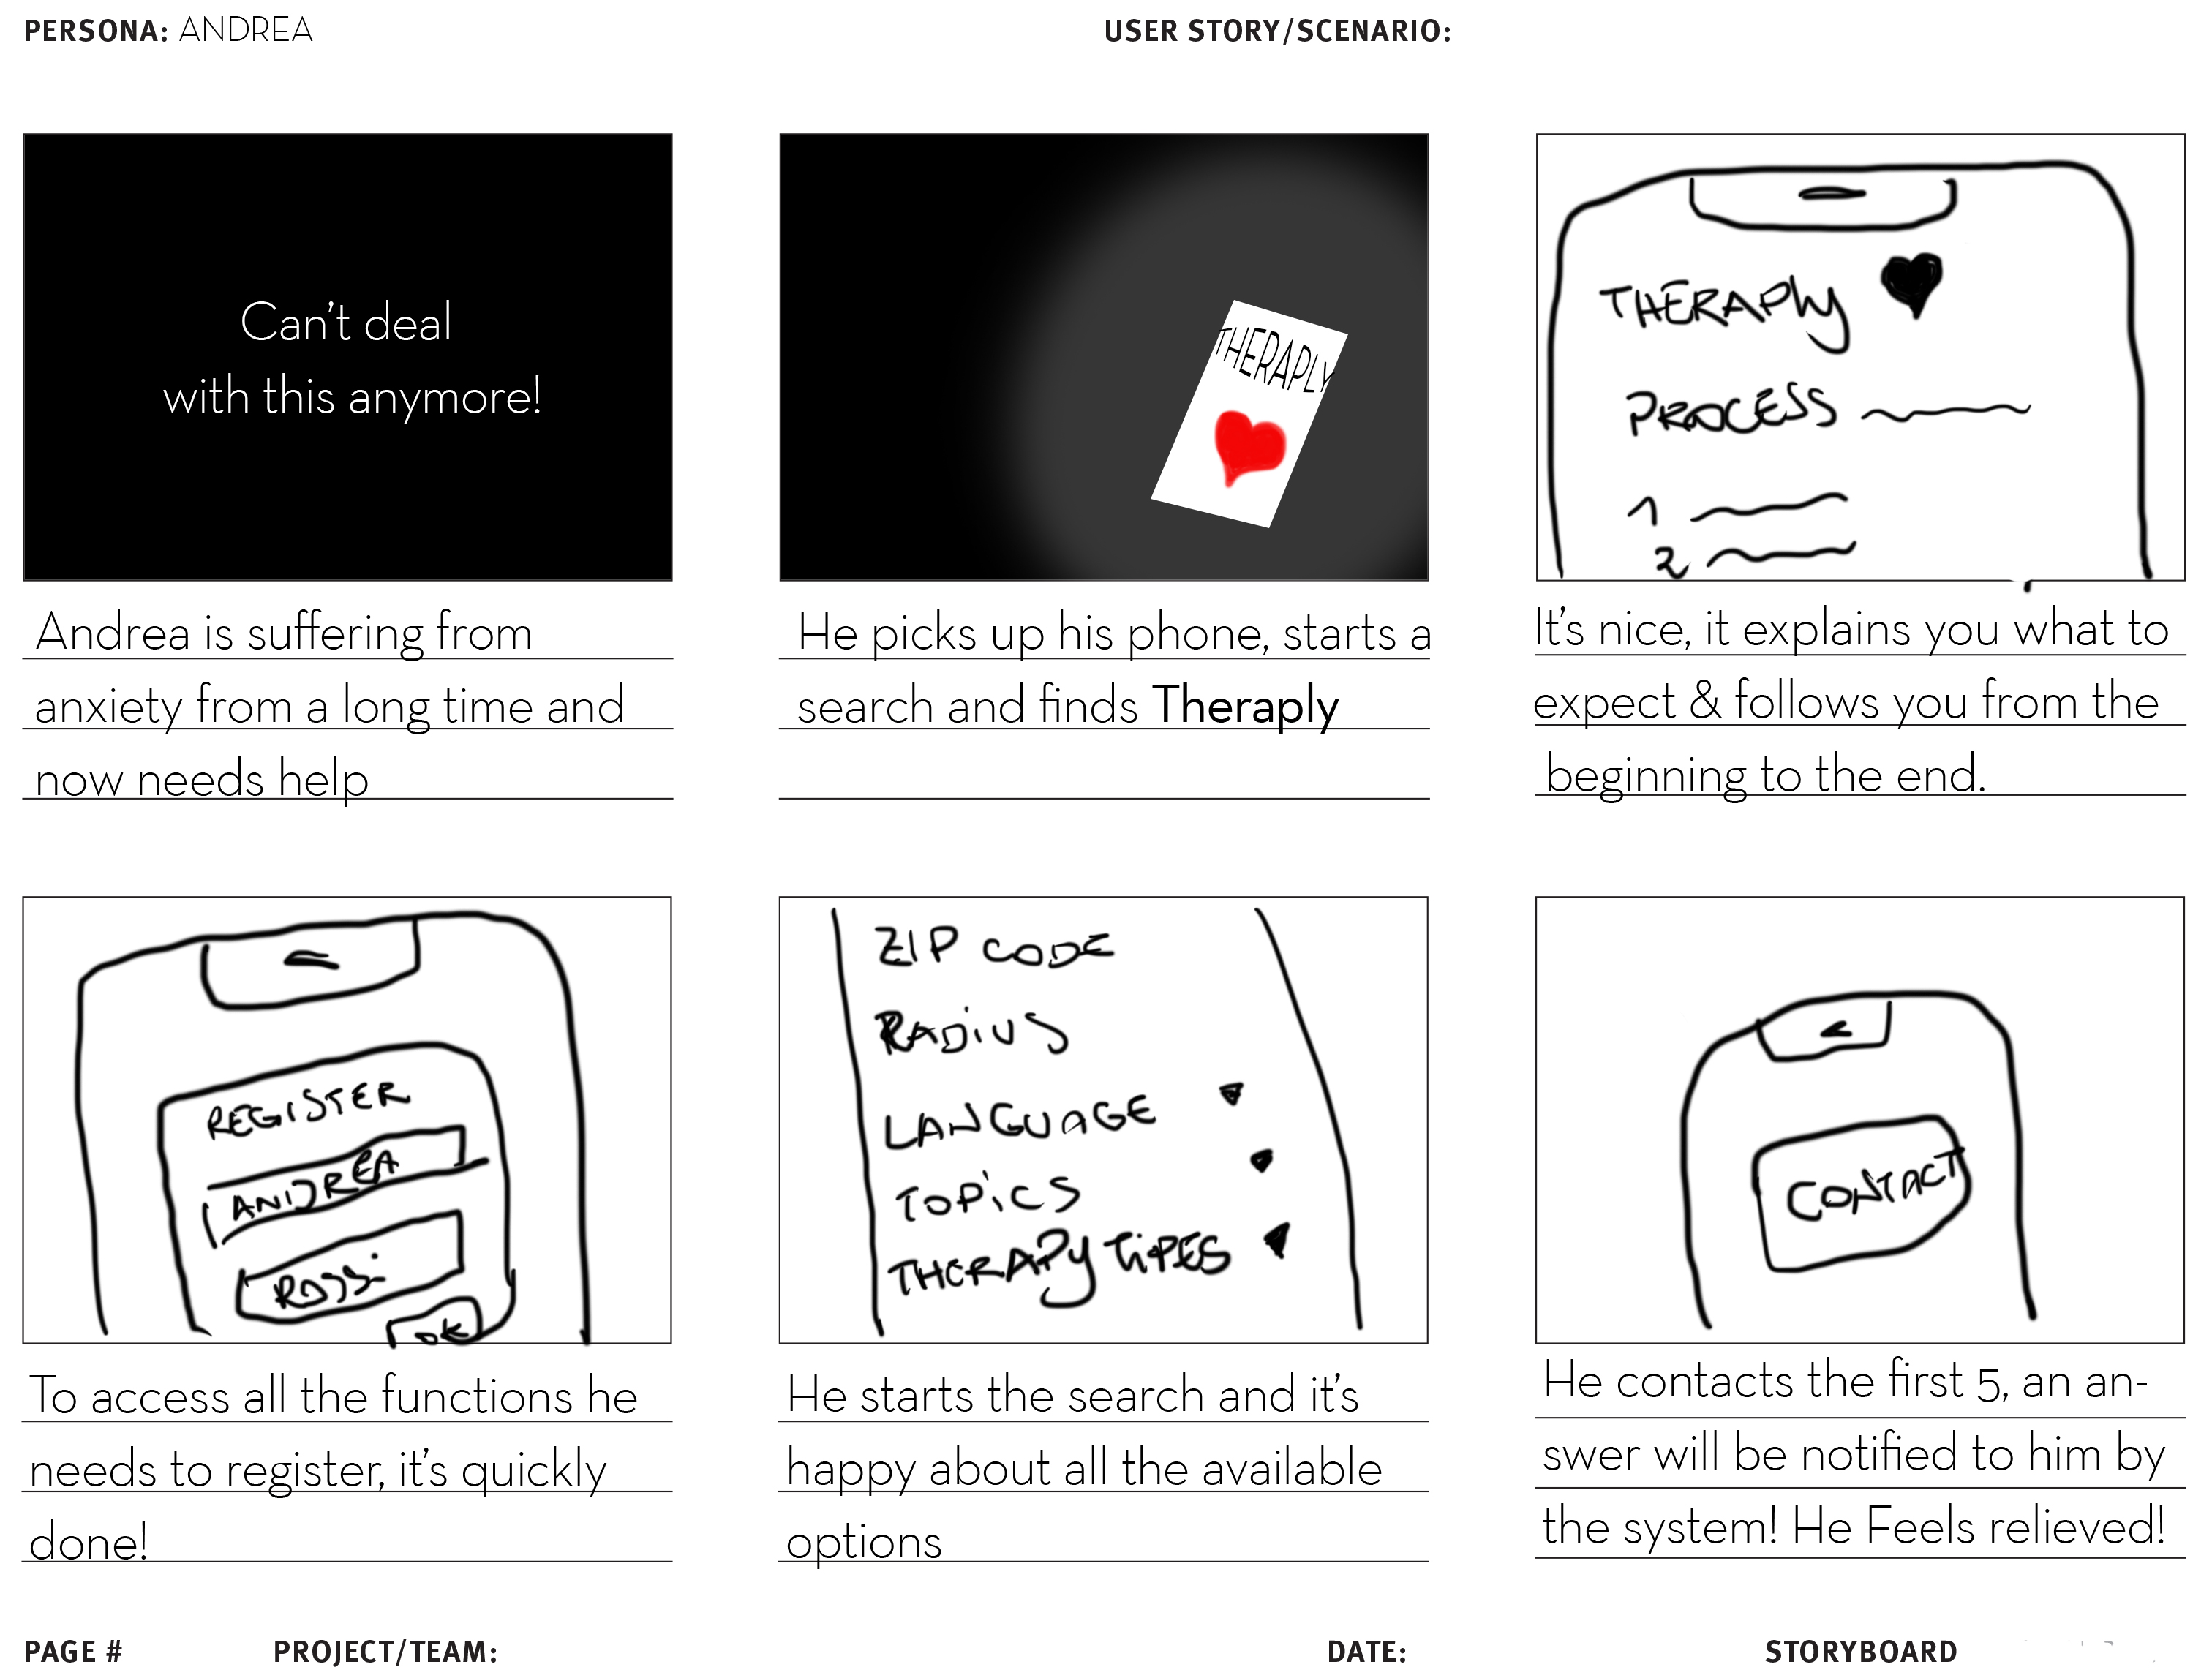 PERSONA: ANDREA
USER STORY/SCENARIO:
Can't deal
with this anymore!
Andrea is suffering from
anxiety from a long time and
now needs help
THERAPLY
He picks up his phone, starts a
search and finds Theraply
THERAPLY
PROCESS
1
2
It's nice, it explains you what to
expect & follows you from the
beginning to the end.
REGISTER
ANDREA
ROSSi
OK
To access all the functions he
needs to register, it's quickly
done!
ZIP CODE
RADiUS
LANGUAGE
TOPiCS
THERAPY TiPES
He starts the search and it's
happy about all the available
options
CONTACT
He contacts the first 5, an an-
swer will be notified to him by
the system! He Feels relieved!
PAGE #
PROJECT/TEAM:
DATE:
STORYBOARD